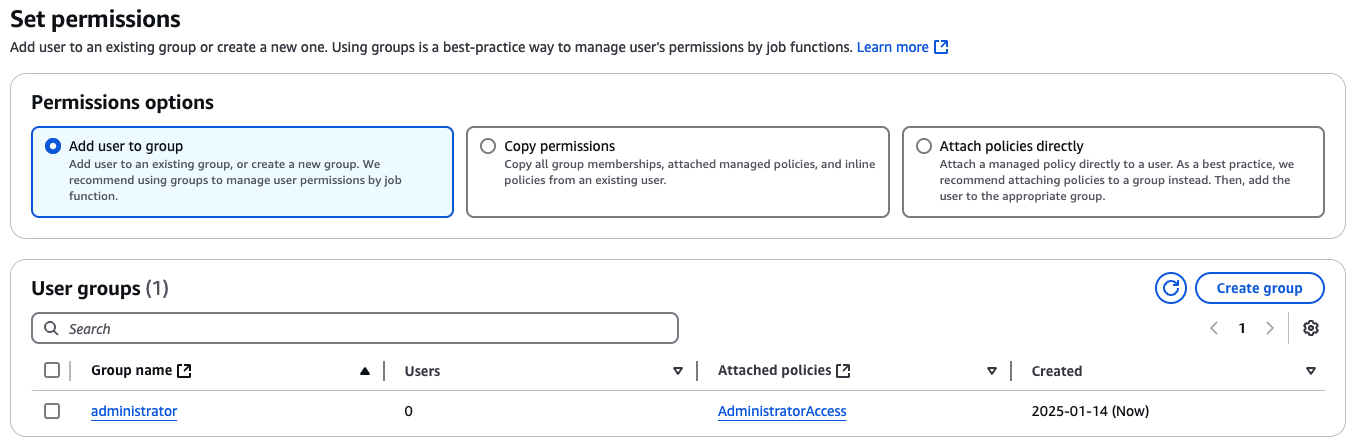 Set permissions
Add user to an existing group or create a new one. Using groups is a best-practice way to manage user's permissions by job functions. Learn more
Permissions options
Add user to group
Add user to an existing group, or create a new group. We
recommend using groups to manage user permissions by job
function.
Copy permissions
Copy all group memberships, attached managed policies, and inline
policies from an existing user.
Attach policies directly
Attach a managed policy directly to a user. As a best practice, we
recommend attaching policies to a group instead. Then, add the
user to the appropriate group.
User groups (1)
Create group
Search
1
Group name Users Attached policies Created
administrator 0 AdministratorAccess 2025-01-14 (Now)